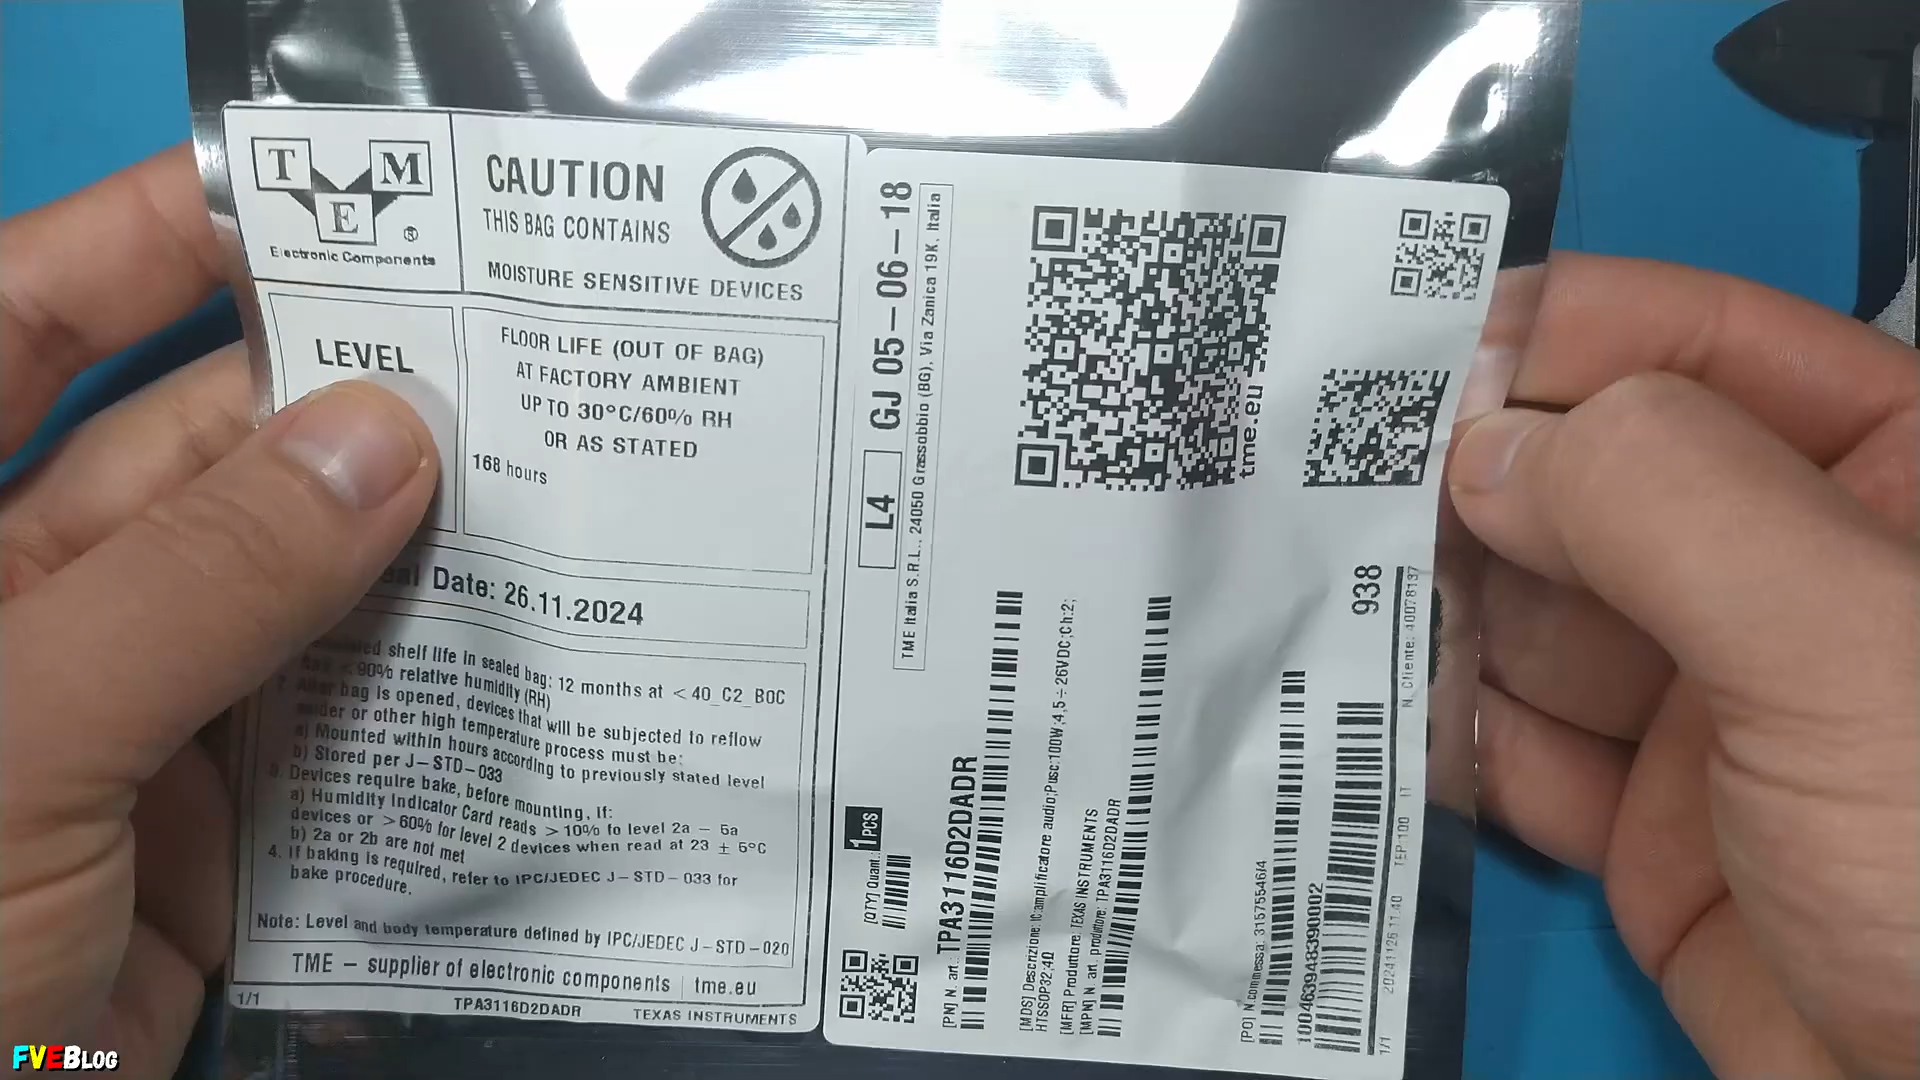 T M E ®
Electronic Components
CAUTION
THIS BAG CONTAINS
MOISTURE SENSITIVE DEVICES
LEVEL
FLOOR LIFE (OUT OF BAG)
AT FACTORY AMBIENT
UP TO 30°C/60% RH
OR AS STATED
168 hours
Date: 26.11.2024
shelf life in sealed bag: 12 months at < 40_C2_B0C
< 90% relative humidity (RH)
bag is opened, devices that will be subjected to reflow
or other high temperature process must be:
a) Mounted within hours according to previously stated level
b) Stored per J-STD-033
3. Devices require bake, before mounting, if:
a) Humidity Indicator Card reads > 10% fo level 2a - 5a
devices or > 60% for level 2 devices when read at 23 ± 5°C
b) 2a or 2b are not met
4. If baking is required, refer to IPC/JEDEC J-STD-033 for
bake procedure.
Note: Level and body temperature defined by IPC/JEDEC J-STD-020
TME - supplier of electronic components | tme.eu
1/1 TPA3116D2DADR TEXAS INSTRUMENTS
L4 GJ 05-06-18
TME Italia S.R.L., 24050 Grassobbio (BG), Via Zanica 19K, Italia
tme.eu
[QTY] Quant.: 1 PCS
[PN] N. art.: TPA3116D2DADR
[MDS] Descrizione: IC: amplificatore audio; Pusc: 100W; 4,5÷26VDC; Ch: 2;
HTSSOP32; 4Ω
[MFR] Produttore: TEXAS INSTRUMENTS
[MPN] N. art. produttore: TPA3116D2DADR
[PO] N.commessa: 31575546/4
1004639483900002
938
1/1 20241126 11:40 TEP:100 IT N. Cliente: 40078137
FVEBLOG